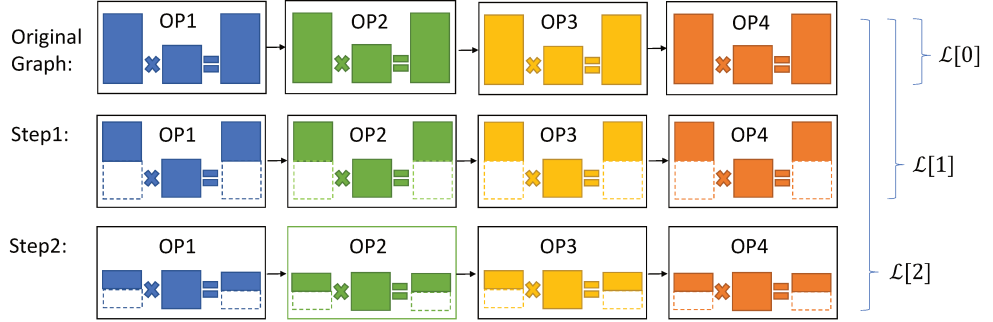 Original
Graph:
OP1
OP2
OP3
OP4
ℒ[0]
Step1:
OP1
OP2
OP3
OP4
ℒ[1]
Step2:
OP1
OP2
OP3
OP4
ℒ[2]